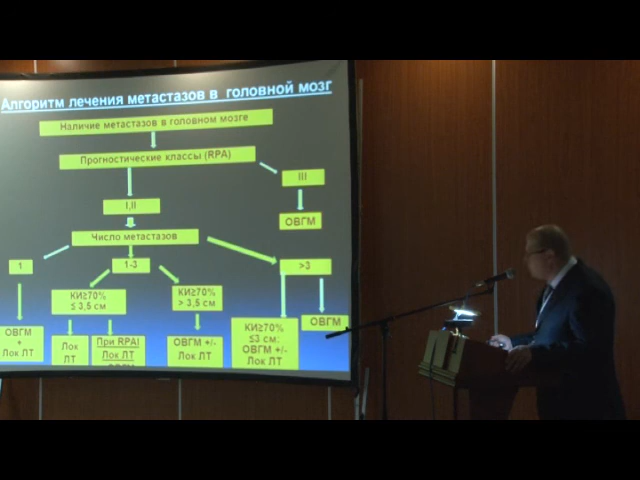 Алгоритм лечения метастазов в головной мозг
Наличие метастазов в головном мозге
Прогностические классы (RPA)
III
I,II
ОВГМ
Число метастазов
1
1-3
>3
КИ≥70%
≤ 3,5 см
КИ≥70%
> 3,5 см
ОВГМ
+
Лок ЛТ
Лок
ЛТ
При RPAI
Лок ЛТ
ОВГМ +/-
Лок ЛТ
КИ≥70%
≤3 см:
ОВГМ +/-
Лок ЛТ
ОВГМ